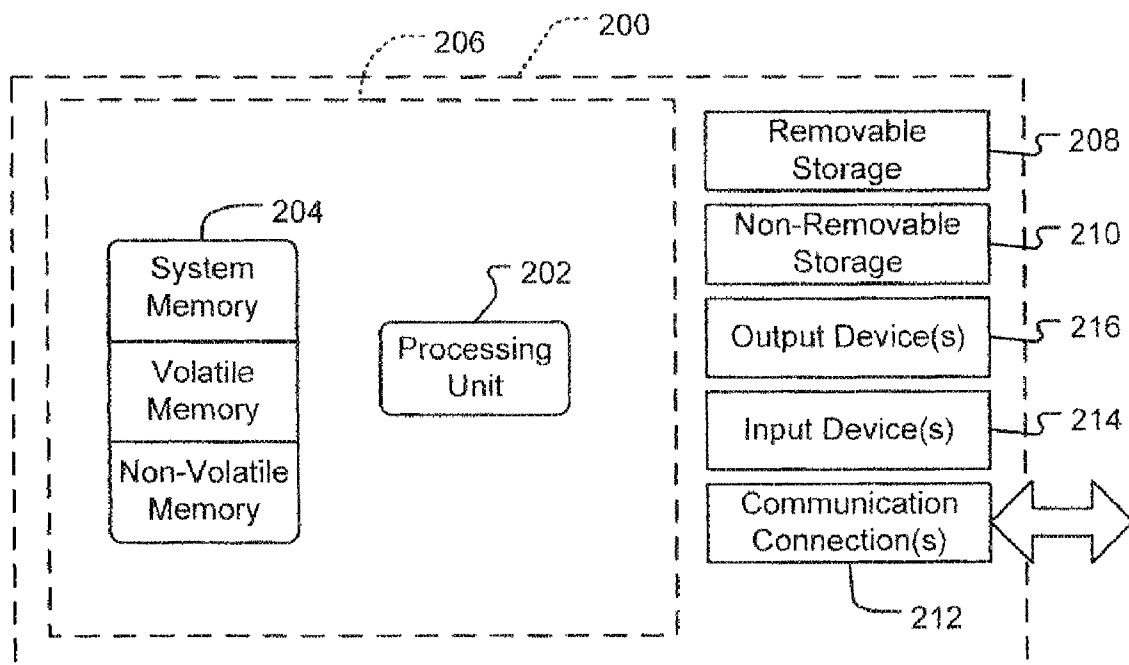 200
206
Removable
Storage
208
204
Non-Removable
Storage
210
System
Memory
202
Processing
Unit
Output Device(s)
216
Volatile
Memory
Input Device(s)
214
Non-Volatile
Memory
Communication
Connection(s)
212